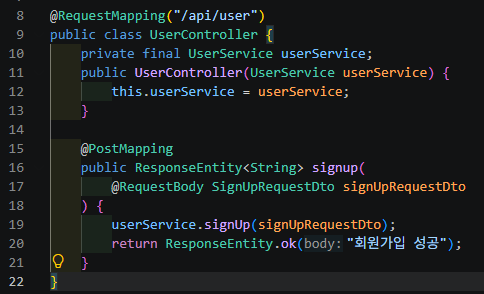 8 @RequestMapping("/api/user")
9 public class UserController {
10 private final UserService userService;
11 public UserController(UserService userService) {
12 this.userService = userService;
13 }
14
15 @PostMapping
16 public ResponseEntity<String> signup(
17 @RequestBody SignUpRequestDto signUpRequestDto
18 ) {
19 userService.signUp(signUpRequestDto);
20 return ResponseEntity.ok(body: "회원가입 성공");
21 }
22 }